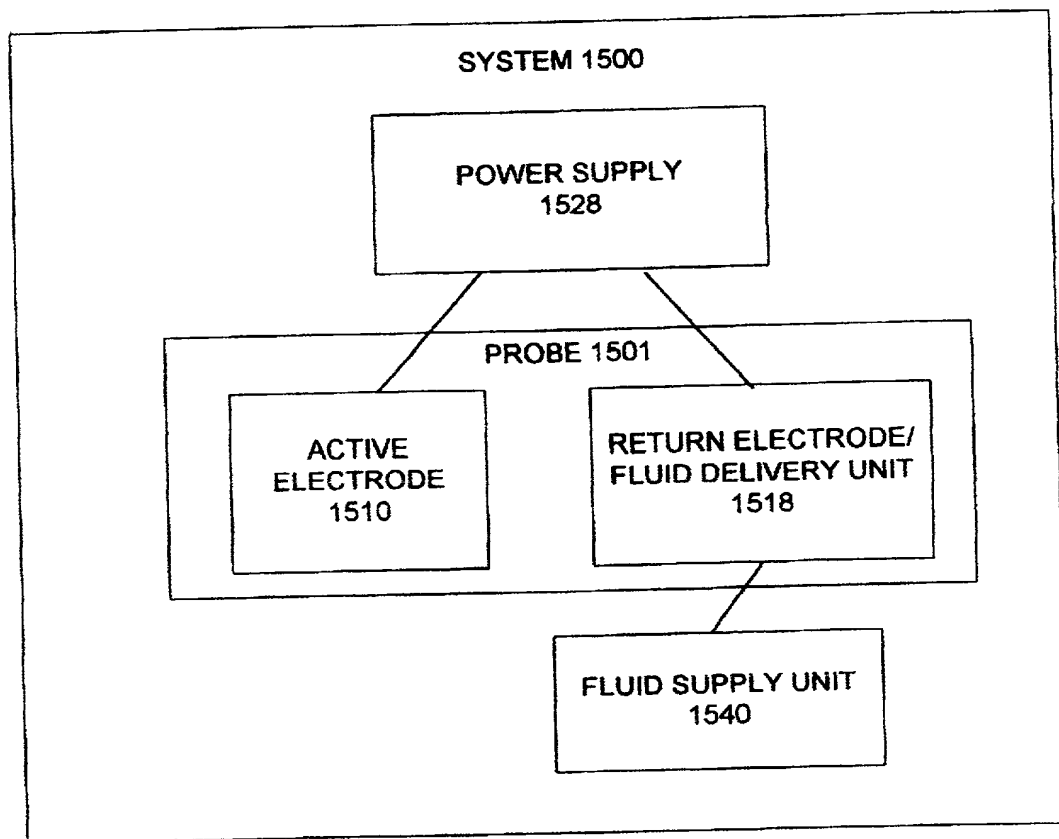 SYSTEM 1500
POWER SUPPLY
1528
PROBE 1501
ACTIVE
ELECTRODE
1510
RETURN ELECTRODE/
FLUID DELIVERY UNIT
1518
FLUID SUPPLY UNIT
1540